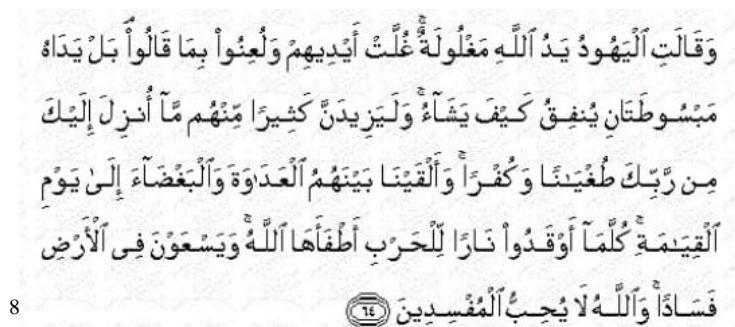 وَقَالَتِ ٱلْيَهُودُ يَدُ ٱللَّهِ مَغْلُولَةٌ ۚ غُلَّتْ أَيْدِيهِمْ وَلُعِنُوا۟ بِمَا قَالُوا۟ ۘ بَلْ يَدَاهُ
مَبْسُوطَتَانِ يُنفِقُ كَيْفَ يَشَآءُ ۚ وَلَيَزِيدَنَّ كَثِيرًا مِّنْهُم مَّآ أُنزِلَ إِلَيْكَ
مِن رَّبِّكَ طُغْيَـٰنًا وَكُفْرًا ۚ وَأَلْقَيْنَا بَيْنَهُمُ ٱلْعَدَٰوَةَ وَٱلْبَغْضَآءَ إِلَىٰ يَوْمِ
ٱلْقِيَـٰمَةِ ۚ كُلَّمَآ أَوْقَدُوا۟ نَارًا لِّلْحَرْبِ أَطْفَأَهَا ٱللَّهُ ۚ وَيَسْعَوْنَ فِى ٱلْأَرْضِ
فَسَادًا ۚ وَٱللَّهُ لَا يُحِبُّ ٱلْمُفْسِدِينَ ٦٤
8